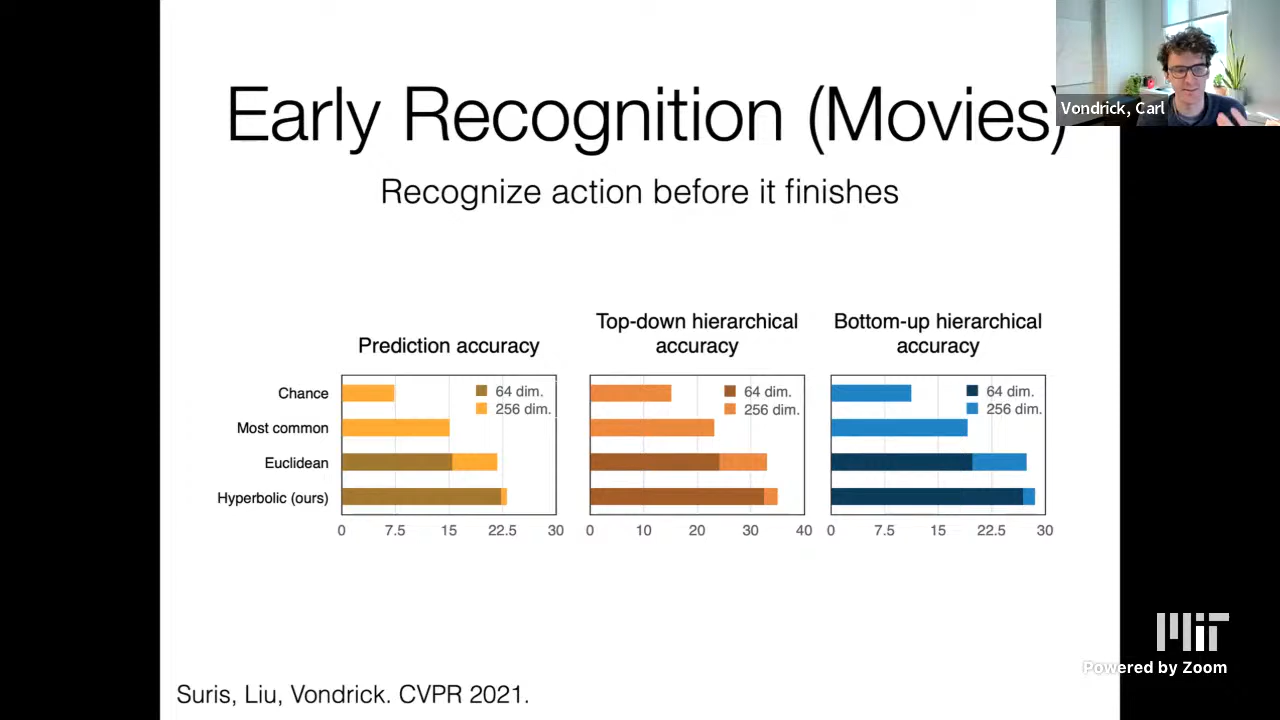 Early Recognition (Movies)
Vondrick, Carl
Recognize action before it finishes
Prediction accuracy
Top-down hierarchical
accuracy
Bottom-up hierarchical
accuracy
Chance
Most common
Euclidean
Hyperbolic (ours)
64 dim.
256 dim.
0 7.5 15 22.5 30
64 dim.
256 dim.
0 10 20 30 40
64 dim.
256 dim.
0 7.5 15 22.5 30
MIT
Powered by Zoom
Suris, Liu, Vondrick. CVPR 2021.